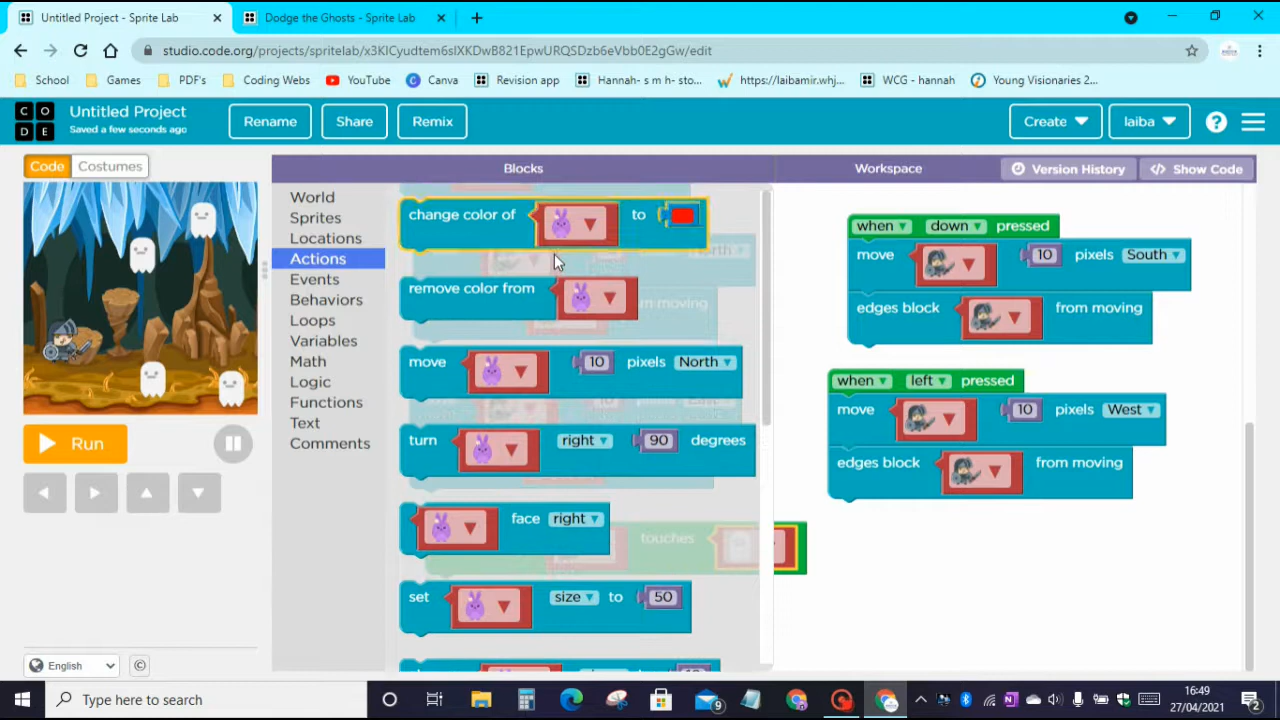 Untitled Project - Sprite Lab
Dodge the Ghosts - Sprite Lab
studio.code.org/projects/spritelab/x3KICyudtem6sIXKDwB821EpwURQSDzb6eVbb0E2gGw/edit
School
Games
PDF's
Coding Webs
YouTube
Canva
Revision app
Hannah- s m h- sto...
https://laibamir.whj...
WCG - hannah
Young Visionaries 2...
C O
D E
Untitled Project
Saved a few seconds ago
Rename
Share
Remix
Create
laiba
?
Code
Costumes
Blocks
Workspace
Version History
</> Show Code
World
Sprites
Locations
Actions
Events
Behaviors
Loops
Variables
Math
Logic
Functions
Text
Comments
change color of to
remove color from
move 10 pixels North
turn right 90 degrees
face right
set size to 50
touches
when down pressed
move 10 pixels South
edges block from moving
when left pressed
move 10 pixels West
edges block from moving
Run
English
©
Type here to search
9
16:49
27/04/2021
2